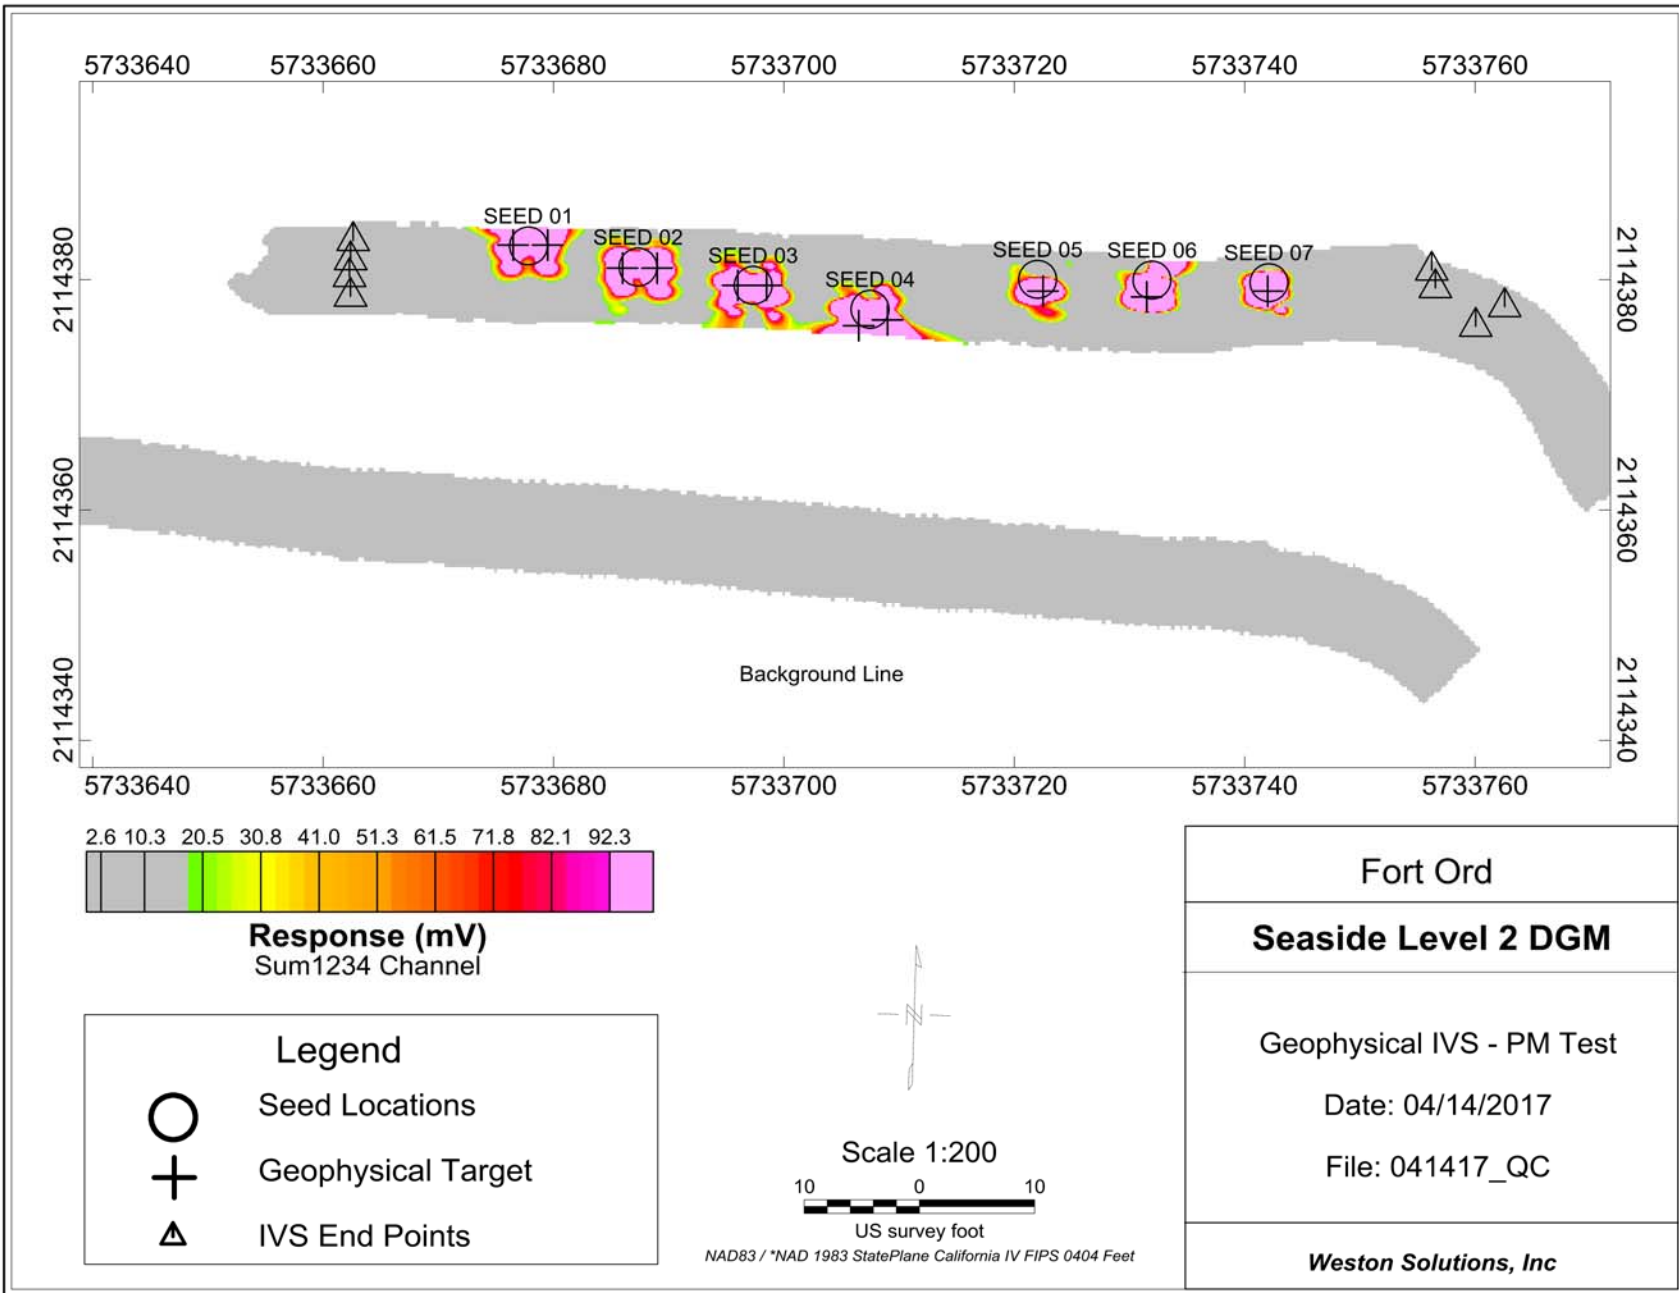 5733640 5733660 5733680 5733700 5733720 5733740 5733760
2114380
2114360
2114340
2114380
2114360
2114340
SEED 01
SEED 02
SEED 03
SEED 04
SEED 05
SEED 06
SEED 07
Background Line
5733640 5733660 5733680 5733700 5733720 5733740 5733760
2.6 10.3 20.5 30.8 41.0 51.3 61.5 71.8 82.1 92.3
Response (mV)
Sum1234 Channel
Legend
Seed Locations
Geophysical Target
IVS End Points
N
Scale 1:200
10 0 10
US survey foot
NAD83 / *NAD 1983 StatePlane California IV FIPS 0404 Feet
Fort Ord
Seaside Level 2 DGM
Geophysical IVS - PM Test
Date: 04/14/2017
File: 041417_QC
Weston Solutions, Inc